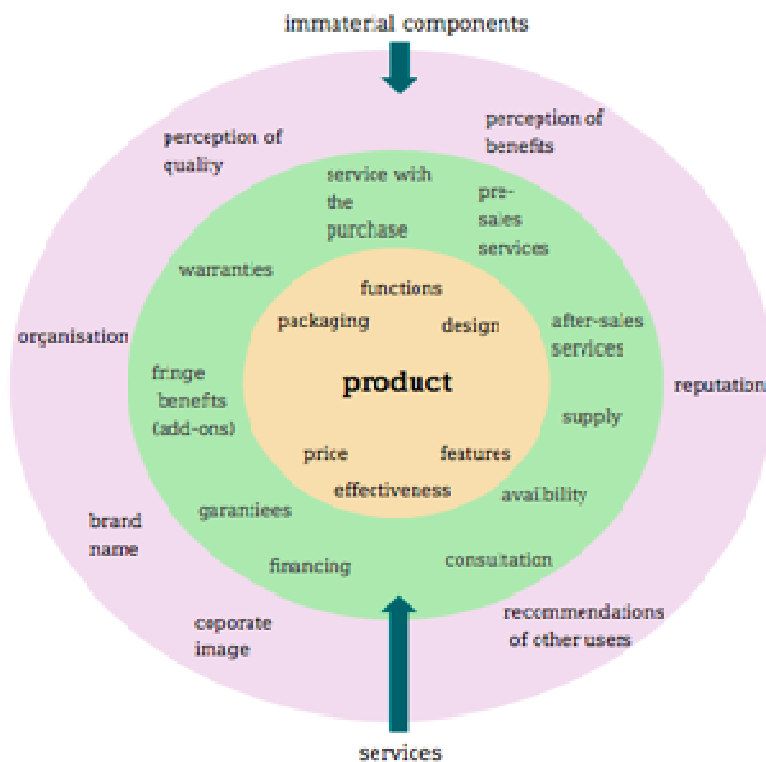 immaterial components
perception of
benefits
perception of
quality
service with
the
purchase
pre-
sales
services
warranties
functions
packaging
design
after-sales
services
organisation
fringe
benefits
(add-ons)
product
reputation
supply
price
features
effectiveness
availbility
garantiees
brand
name
financing
consultation
coporate
image
recommendations
of other users
services